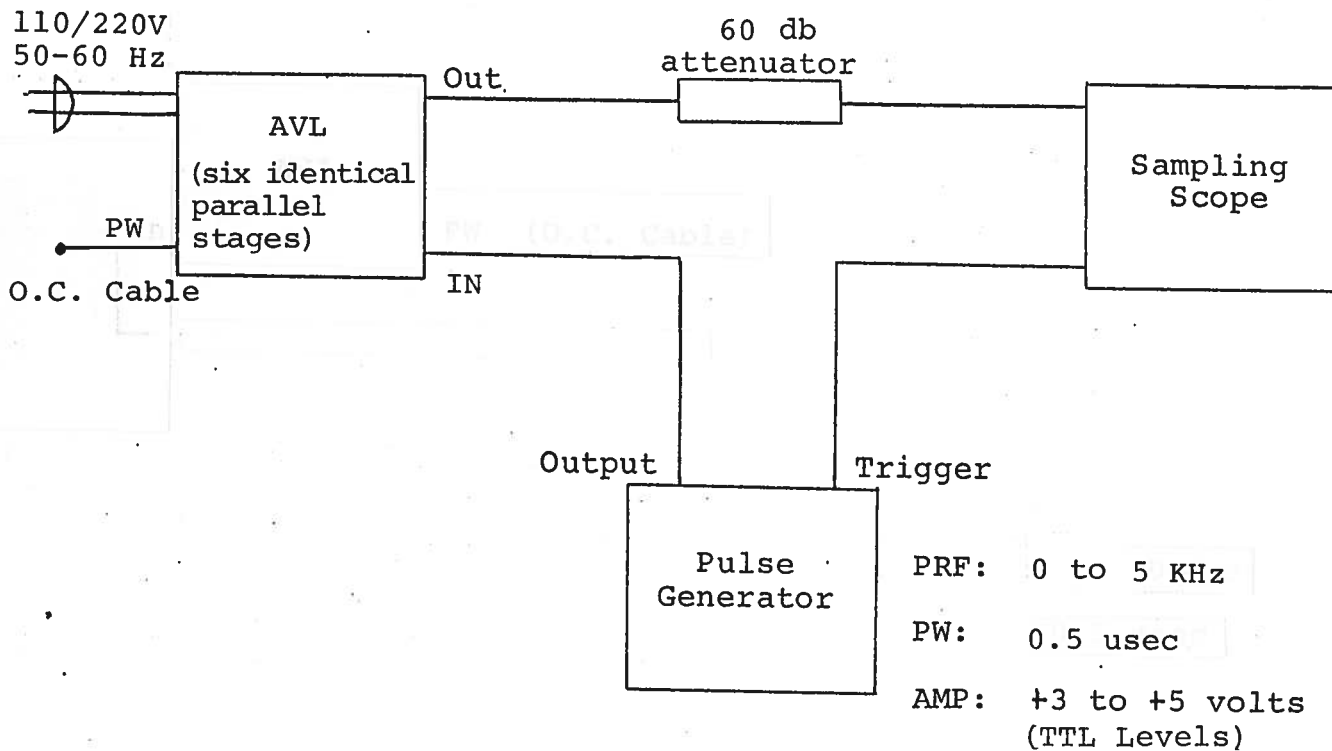 110/220V
50-60 Hz
Out
60 db
attenuator
AVL
(six identical
parallel
stages)
PW
O.C. Cable
IN
Sampling
Scope
PW (O.C. Cable)
Output
Trigger
Pulse
Generator
PRF: 0 to 5 KHz
PW: 0.5 usec
AMP: +3 to +5 volts
(TTL Levels)